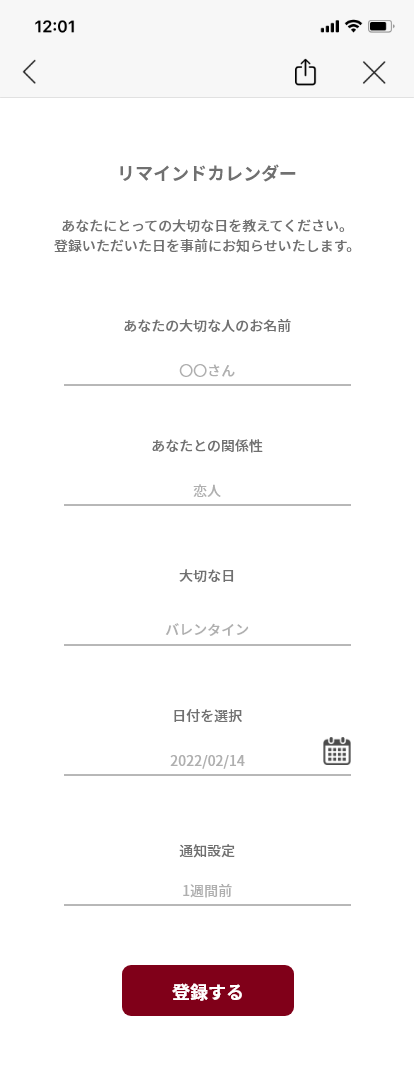 12:01
リマインドカレンダー
あなたにとっての大切な日を教えてください。
登録いただいた日を事前にお知らせいたします。
あなたの大切な人のお名前
〇〇さん
あなたとの関係性
恋人
大切な日
バレンタイン
日付を選択
2022/02/14
通知設定
1週間前
登録する